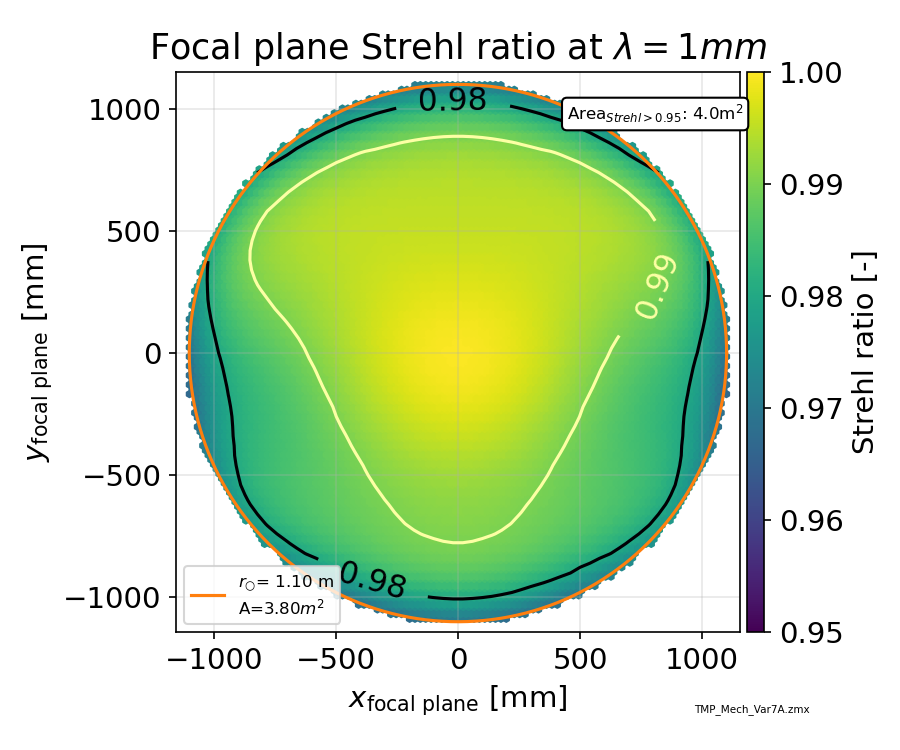 Focal plane Strehl ratio at λ = 1mm
Area_Strehl>0.95: 4.0m²
0.98
0.99
0.98
r○= 1.10 m
A=3.80m²
1000
500
0
−500
−1000
y_focal plane [mm]
−1000 −500 0 500 1000
x_focal plane [mm]
1.00
0.99
0.98
0.97
0.96
0.95
Strehl ratio [-]
TMP_Mech_Var7A.zmx